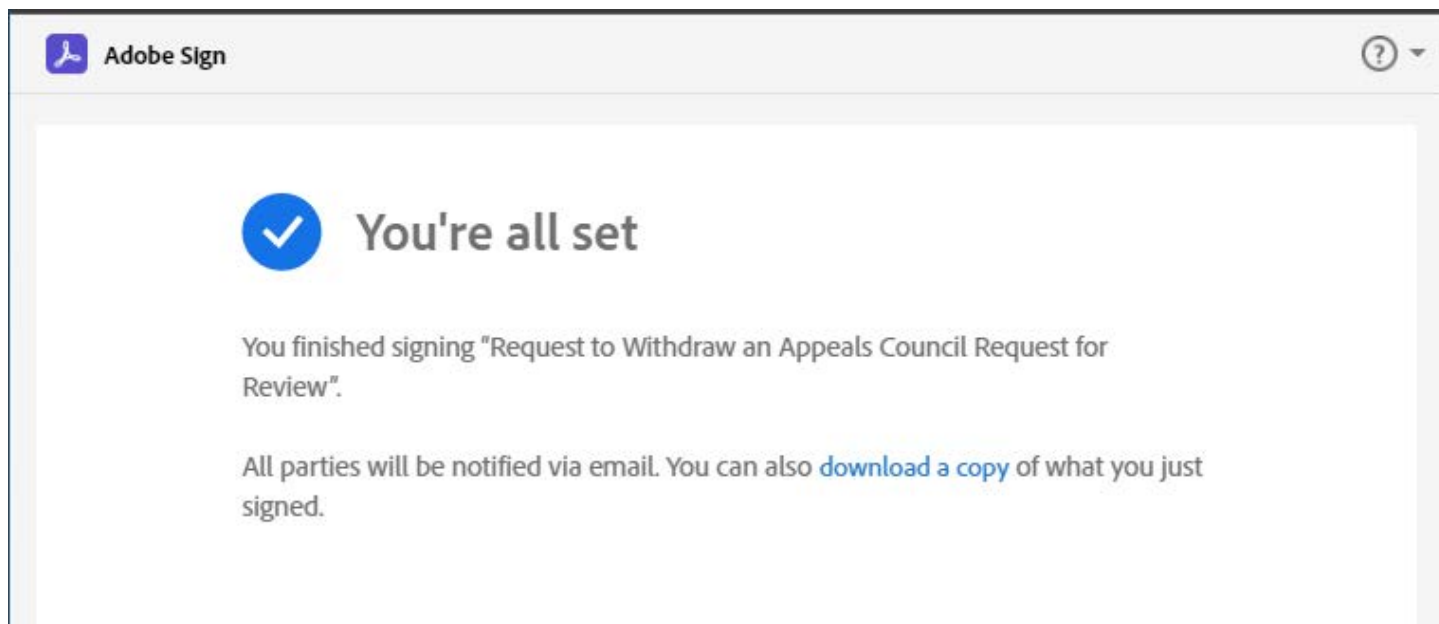 Adobe Sign
?
You're all set
You finished signing "Request to Withdraw an Appeals Council Request for
Review".
All parties will be notified via email. You can also download a copy of what you just
signed.